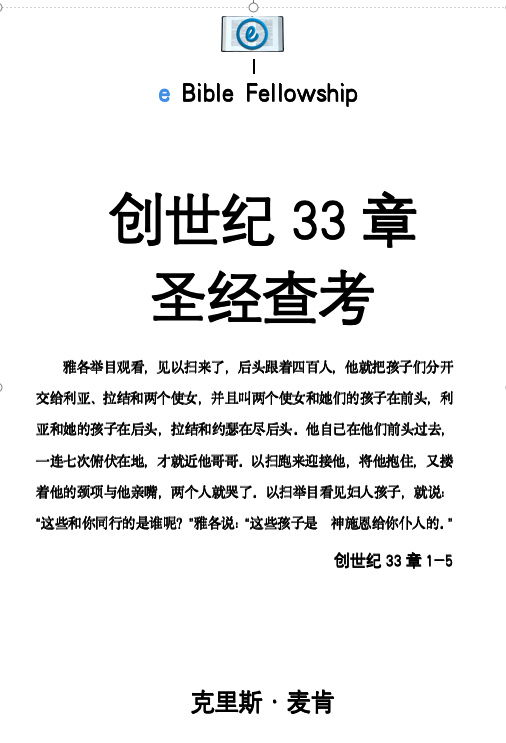 e
e Bible Fellowship
创世纪 33 章
圣经查考
雅各举目观看，见以扫来了，后头跟着四百人，他就把孩子们分开
交给利亚、拉结和两个使女，并且叫两个使女和她们的孩子在前头，利
亚和她的孩子在后头，拉结和约瑟在尽后头。他自己在他们前头过去，
一连七次俯伏在地，才就近他哥哥。以扫跑来迎接他，将他抱住，又搂
着他的颈项与他亲嘴，两个人就哭了。以扫举目看见妇人孩子，就说：
“这些和你同行的是谁呢？”雅各说：“这些孩子是　神施恩给你仆人的。”
创世纪 33 章 1－5
克里斯 · 麦肯